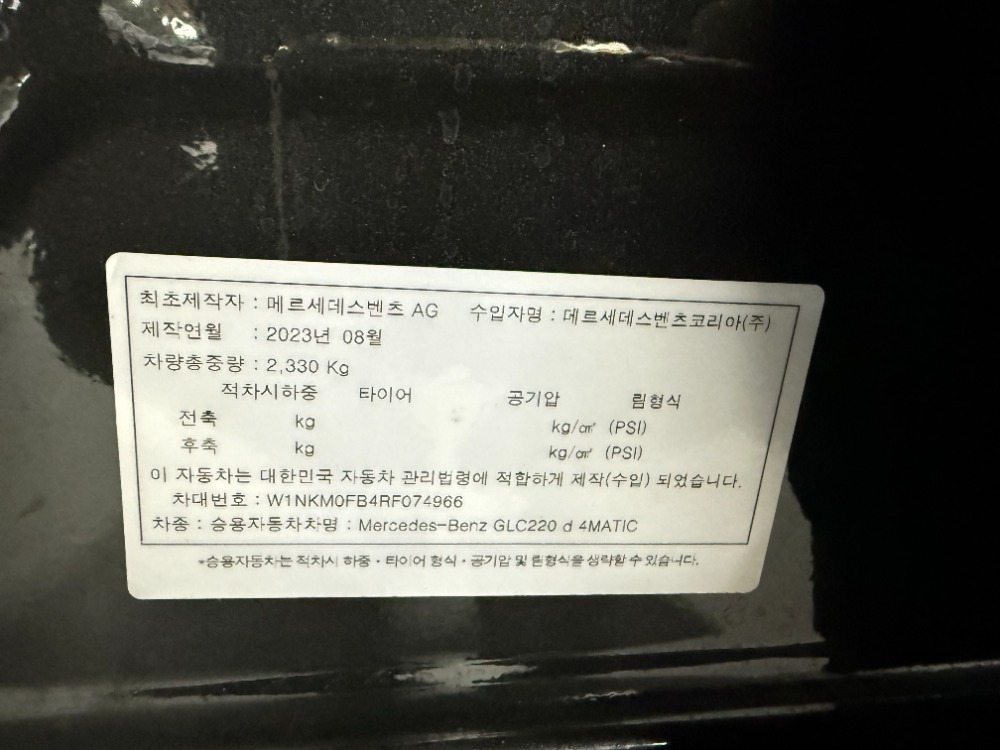 최초제작자 : 메르세데스벤츠 AG 수입자명 : 메르세데스벤츠코리아(주)
제작연월 : 2023년 08월
차량총중량 : 2,330 Kg
적차시하중 타이어 공기압 림형식
전축 kg kg/㎠ (PSI)
후축 kg kg/㎠ (PSI)
이 자동차는 대한민국 자동차 관리법령에 적합하게 제작(수입) 되었습니다.
차대번호 : W1NKM0FB4RF074966
차종 : 승용자동차차명 : Mercedes-Benz GLC220 d 4MATIC
*승용자동차는 적차시 하중・타이어 형식・공기압 및 림형식을 생략할 수 있습니다.